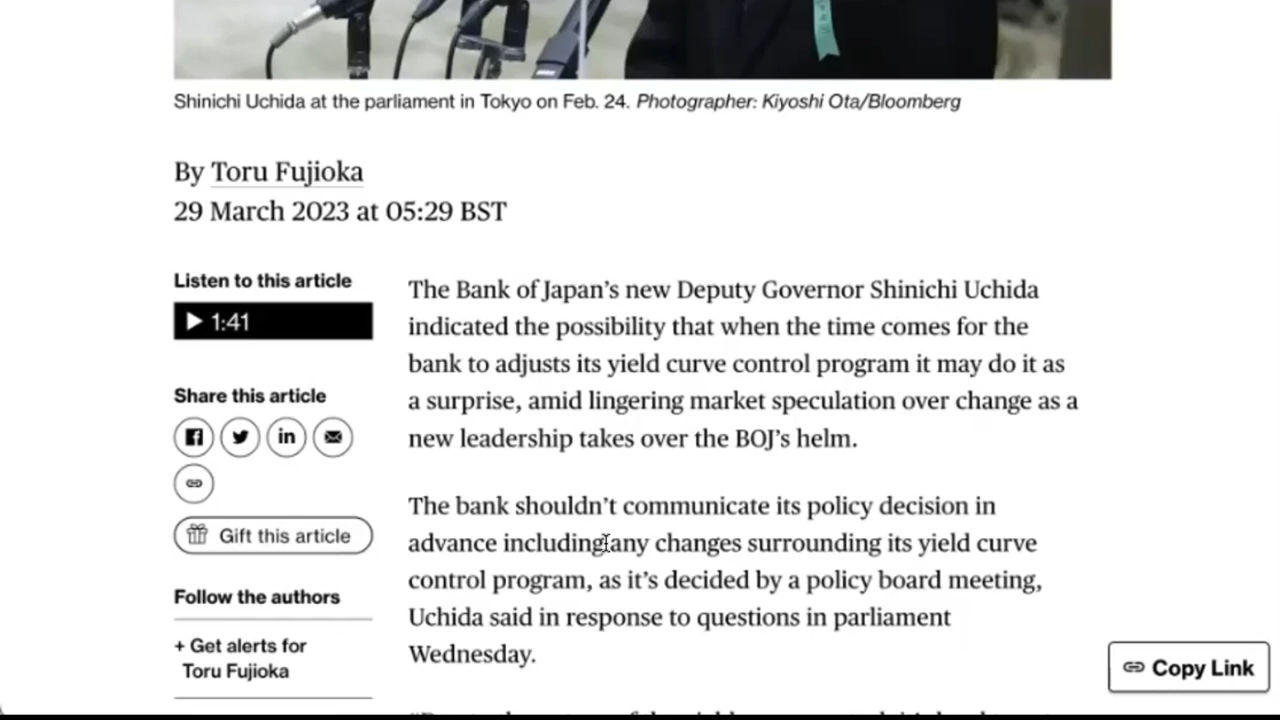 Shinichi Uchida at the parliament in Tokyo on Feb. 24. Photographer: Kiyoshi Ota/Bloomberg
By Toru Fujioka
29 March 2023 at 05:29 BST
Listen to this article
1:41
Share this article
Gift this article
Follow the authors
+ Get alerts for
Toru Fujioka
The Bank of Japan’s new Deputy Governor Shinichi Uchida
indicated the possibility that when the time comes for the
bank to adjusts its yield curve control program it may do it as
a surprise, amid lingering market speculation over change as a
new leadership takes over the BOJ’s helm.
The bank shouldn’t communicate its policy decision in
advance including any changes surrounding its yield curve
control program, as it’s decided by a policy board meeting,
Uchida said in response to questions in parliament
Wednesday.
Copy Link